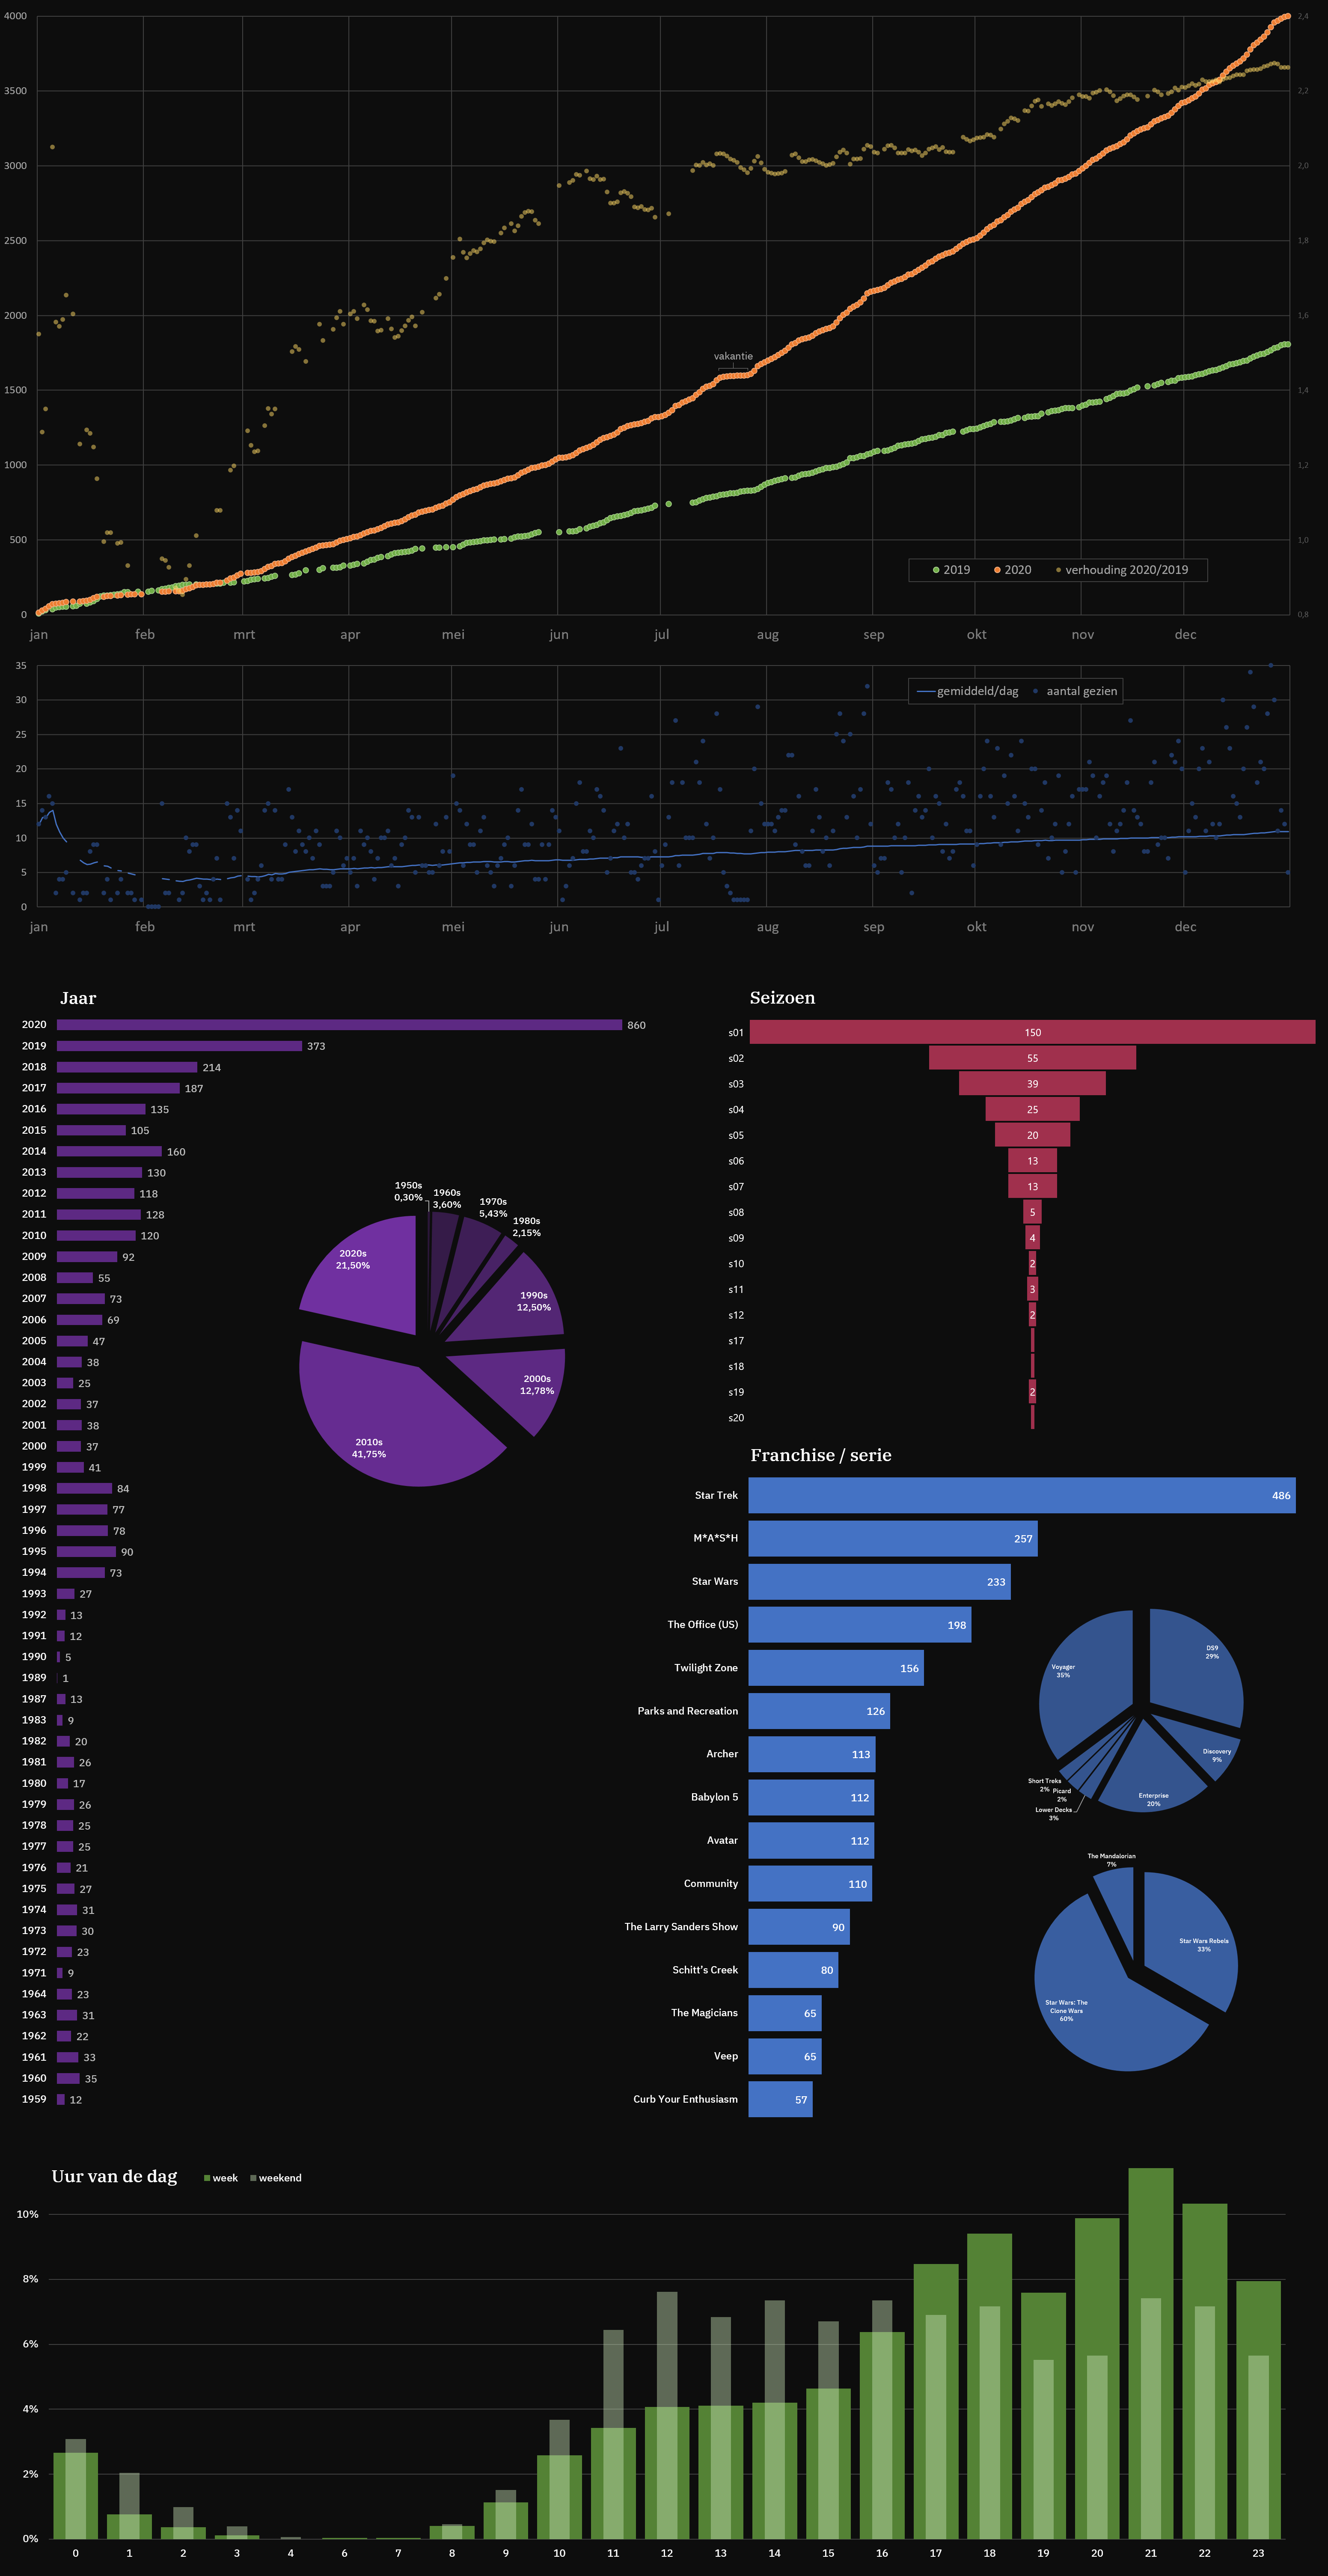 4000
3500
3000
2500
2000
1500
1000
500
0
2,4
2,2
2,0
1,8
1,6
1,4
1,2
1,0
0,8
vakantie
2019 2020 verhouding 2020/2019
jan feb mrt apr mei jun jul aug sep okt nov dec
35
30
25
20
15
10
5
0
gemiddeld/dag aantal gezien
jan feb mrt apr mei jun jul aug sep okt nov dec
Jaar
2020 860
2019 373
2018 214
2017 187
2016 135
2015 105
2014 160
2013 130
2012 118
2011 128
2010 120
2009 92
2008 55
2007 73
2006 69
2005 47
2004 38
2003 25
2002 37
2001 38
2000 37
1999 41
1998 84
1997 77
1996 78
1995 90
1994 73
1993 27
1992 13
1991 12
1990 5
1989 1
1987 13
1983 9
1982 20
1981 26
1980 17
1979 26
1978 25
1977 25
1976 21
1975 27
1974 31
1973 30
1972 23
1971 9
1964 23
1963 31
1962 22
1961 33
1960 35
1959 12
1950s
0,30%
1960s
3,60%
1970s
5,43%
1980s
2,15%
1990s
12,50%
2000s
12,78%
2010s
41,75%
2020s
21,50%
Seizoen
s01 150
s02 55
s03 39
s04 25
s05 20
s06 13
s07 13
s08 5
s09 4
s10 2
s11 3
s12 2
s17
s18
s19 2
s20
Franchise / serie
Star Trek 486
M*A*S*H 257
Star Wars 233
The Office (US) 198
Twilight Zone 156
Parks and Recreation 126
Archer 113
Babylon 5 112
Avatar 112
Community 110
The Larry Sanders Show 90
Schitt's Creek 80
The Magicians 65
Veep 65
Curb Your Enthusiasm 57
DS9
29%
Discovery
9%
Enterprise
20%
Lower Decks
3%
Picard
2%
Short Treks
2%
Voyager
35%
The Mandalorian
7%
Star Wars Rebels
33%
Star Wars: The
Clone Wars
60%
Uur van de dag week weekend
10%
8%
6%
4%
2%
0%
0 1 2 3 4 6 7 8 9 10 11 12 13 14 15 16 17 18 19 20 21 22 23